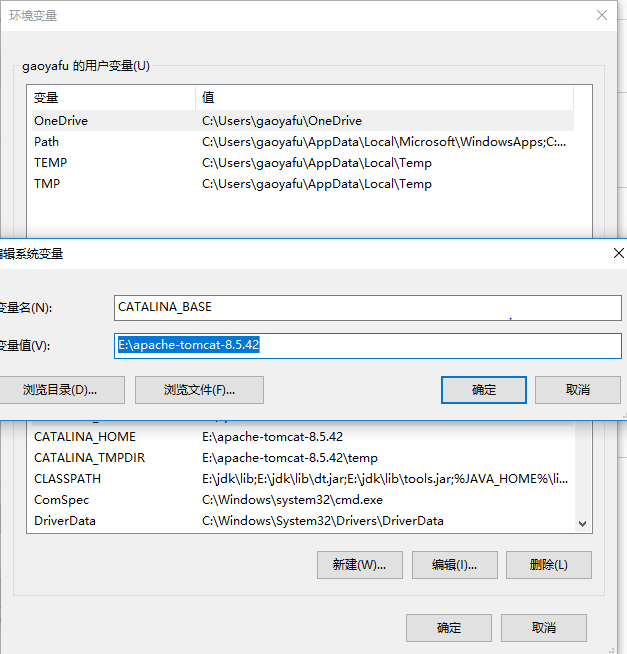 环境变量
gaoyafu 的用户变量(U)
变量 值
OneDrive C:\Users\gaoyafu\OneDrive
Path C:\Users\gaoyafu\AppData\Local\Microsoft\WindowsApps;C:...
TEMP C:\Users\gaoyafu\AppData\Local\Temp
TMP C:\Users\gaoyafu\AppData\Local\Temp
编辑系统变量
变量名(N): CATALINA_BASE
变量值(V): E:\apache-tomcat-8.5.42
浏览目录(D)... 浏览文件(F)... 确定 取消
CATALINA_HOME E:\apache-tomcat-8.5.42
CATALINA_TMPDIR E:\apache-tomcat-8.5.42\temp
CLASSPATH E:\jdk\lib;E:\jdk\lib\dt.jar;E:\jdk\lib\tools.jar;%JAVA_HOME%\li...
ComSpec C:\Windows\system32\cmd.exe
DriverData C:\Windows\System32\Drivers\DriverData
新建(W)... 编辑(I)... 删除(L)
确定 取消